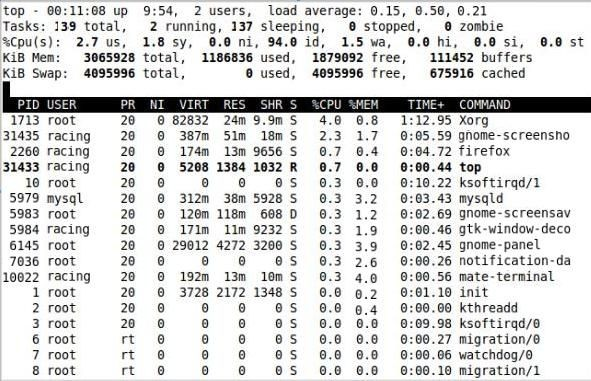 top - 00:11:08 up  9:54,  2 users,  load average: 0.15, 0.50, 0.21
Tasks: 139 total,   2 running, 137 sleeping,   0 stopped,   0 zombie
%Cpu(s):  2.7 us,  1.8 sy,  0.0 ni, 94.0 id,  1.5 wa,  0.0 hi,  0.0 si,  0.0 st
KiB Mem:   3065928 total,  1186836 used,  1879092 free,   111452 buffers
KiB Swap:  4095996 total,        0 used,  4095996 free,   675916 cached
PID USER      PR  NI  VIRT  RES  SHR S  %CPU %MEM    TIME+  COMMAND
1713 root      20   0 82832  24m 9.9m S   4.0  0.8   1:12.95 Xorg
31435 racing    20   0  387m  51m  18m S   2.3  1.7   0:05.59 gnome-screensho
2260 racing    20   0  174m  13m 9656 S   0.7  0.4   0:04.72 firefox
31433 racing    20   0  5208 1384 1032 R   0.7  0.0   0:00.44 top
10 root      20   0     0    0    0 S   0.3  0.0   0:10.22 ksoftirqd/1
5979 mysql     20   0  312m  38m 5928 S   0.3  3.2   0:03.43 mysqld
5983 root      20   0  120m 118m  608 D   0.3  1.2   0:02.69 gnome-screensav
5984 racing    20   0  171m  11m 9232 S   0.3  1.9   0:00.46 gtk-window-deco
6145 root      20   0 29012 4272 3200 S   0.3  3.9   0:02.45 gnome-panel
7036 root      20   0     0    0    0 S   0.3  2.6   0:00.26 notification-da
10022 racing    20   0  192m  13m  10m S   0.3  4.0   0:00.56 mate-terminal
1 root      20   0  3728 2172 1348 S   0.0  0.2   0:01.10 init
2 root      20   0     0    0    0 S   0.0  0.4   0:00.00 kthreadd
3 root      20   0     0    0    0 S   0.0  0.0   0:09.98 ksoftirqd/0
6 root      rt   0     0    0    0 S   0.0  0.0   0:00.27 migration/0
7 root      rt   0     0    0    0 S   0.0  0.0   0:00.06 watchdog/0
8 root      rt   0     0    0    0 S   0.0  0.0   0:00.10 migration/1